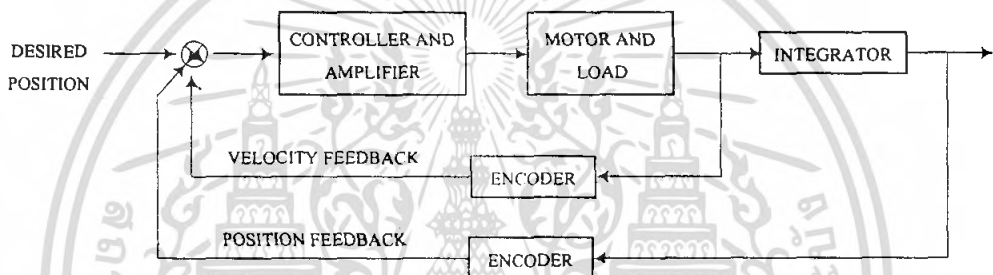 DESIRED
POSITION
CONTROLLER AND
AMPLIFIER
MOTOR AND
LOAD
INTEGRATOR
VELOCITY FEEDBACK
ENCODER
POSITION FEEDBACK
ENCODER